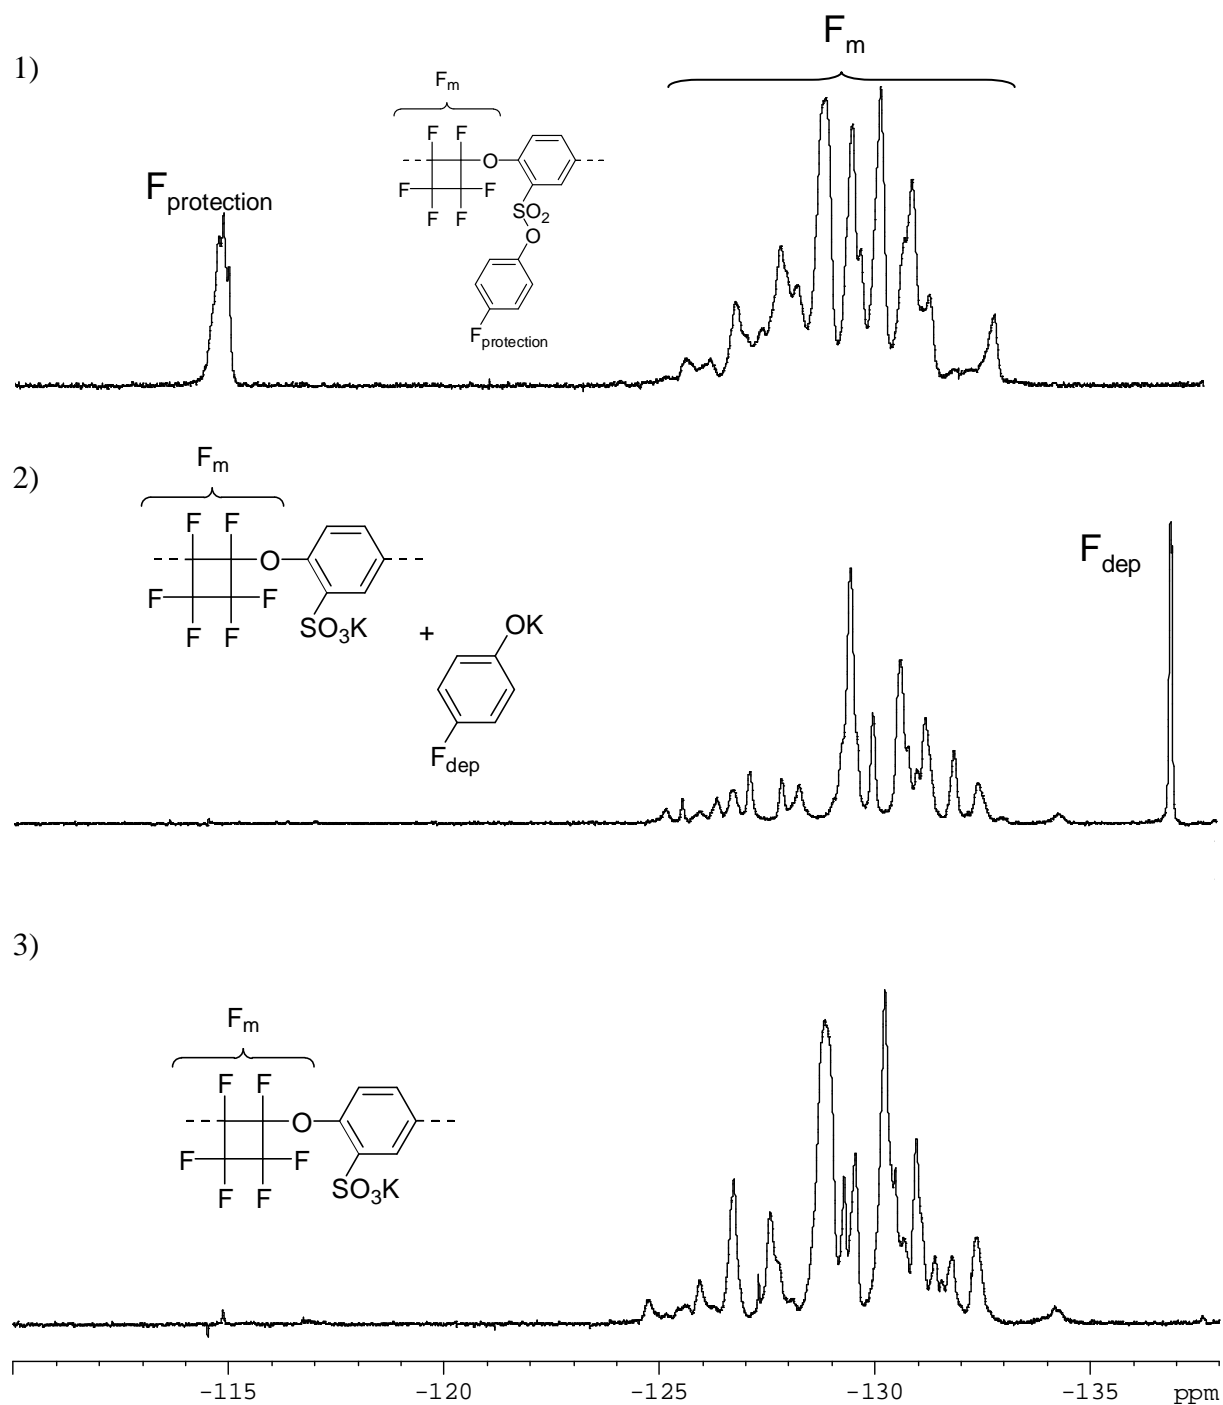 1)
F_m
F_m
F F
O
F F
F F
SO2
O
F_protection
F_protection
2)
F_m
F F
O
F F
F F
SO3K
+
OK
F_dep
F_dep
3)
F_m
F F
O
F F
F F
SO3K
-115 -120 -125 -130 -135 ppm